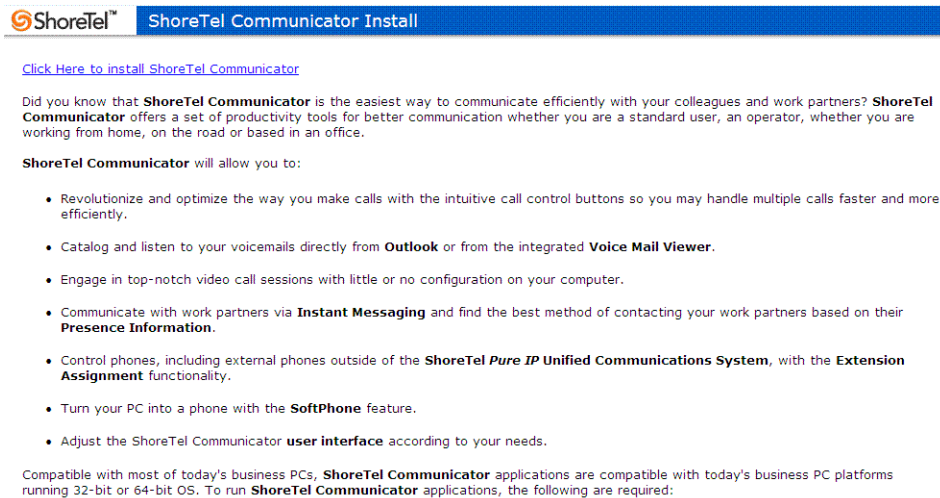 ShoreTel™ ShoreTel Communicator Install
Click Here to install ShoreTel Communicator
Did you know that ShoreTel Communicator is the easiest way to communicate efficiently with your colleagues and work partners? ShoreTel
Communicator offers a set of productivity tools for better communication whether you are a standard user, an operator, whether you are
working from home, on the road or based in an office.
ShoreTel Communicator will allow you to:
• Revolutionize and optimize the way you make calls with the intuitive call control buttons so you may handle multiple calls faster and more
efficiently.
• Catalog and listen to your voicemails directly from Outlook or from the integrated Voice Mail Viewer.
• Engage in top-notch video call sessions with little or no configuration on your computer.
• Communicate with work partners via Instant Messaging and find the best method of contacting your work partners based on their
Presence Information.
• Control phones, including external phones outside of the ShoreTel Pure IP Unified Communications System, with the Extension
Assignment functionality.
• Turn your PC into a phone with the SoftPhone feature.
• Adjust the ShoreTel Communicator user interface according to your needs.
Compatible with most of today's business PCs, ShoreTel Communicator applications are compatible with today's business PC platforms
running 32-bit or 64-bit OS. To run ShoreTel Communicator applications, the following are required: